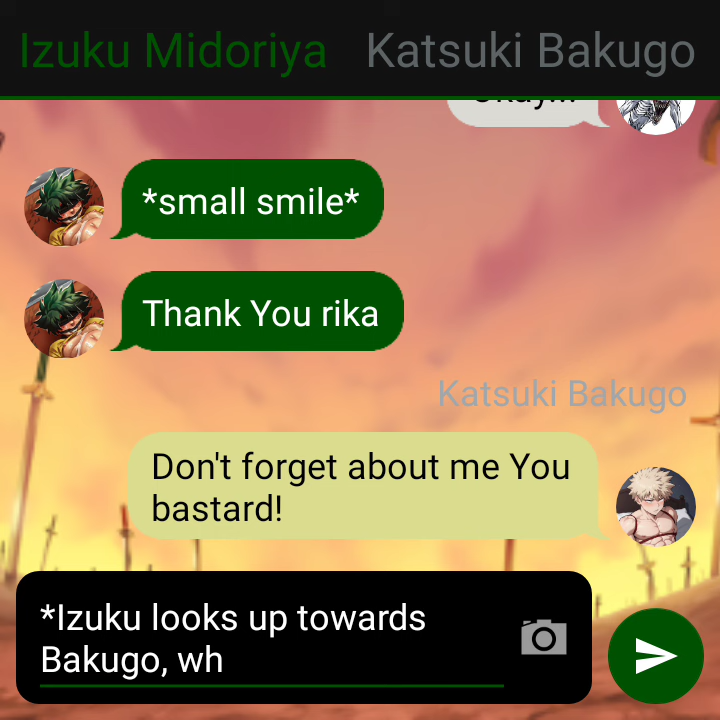 Izuku Midoriya Katsuki Bakugo
Okay...
*small smile*
Thank You rika
Katsuki Bakugo
Don't forget about me You
bastard!
*Izuku looks up towards
Bakugo, wh